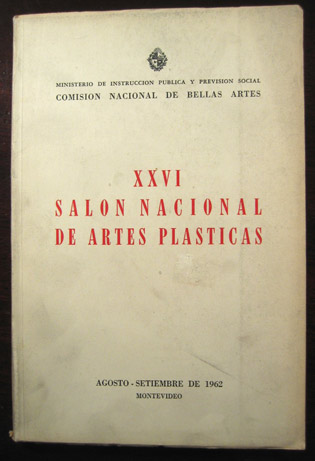 MINISTERIO DE INSTRUCCION PUBLICA Y PREVISION SOCIAL
COMISION NACIONAL DE BELLAS ARTES
XXVI
SALON NACIONAL
DE ARTES PLASTICAS
AGOSTO - SETIEMBRE DE 1962
MONTEVIDEO